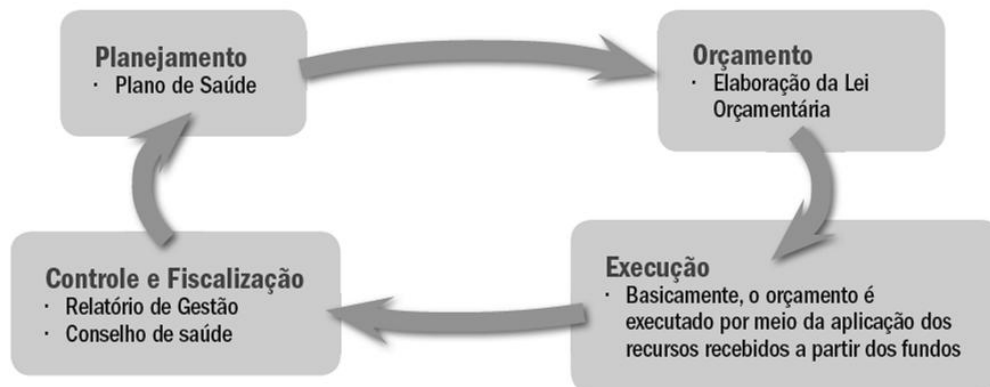 Planejamento
· Plano de Saúde
Orçamento
· Elaboração da Lei
Orçamentária
Execução
· Basicamente, o orçamento é
executado por meio da aplicação dos
recursos recebidos a partir dos fundos
Controle e Fiscalização
· Relatório de Gestão
· Conselho de saúde